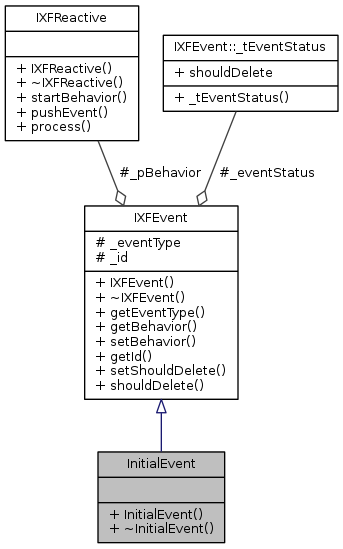 IXFReactive
+ IXFReactive()
+ ~IXFReactive()
+ startBehavior()
+ pushEvent()
+ process()
IXFEvent::_tEventStatus
+ shouldDelete
+ _tEventStatus()
#_pBehavior
#_eventStatus
IXFEvent
# _eventType
# _id
+ IXFEvent()
+ ~IXFEvent()
+ getEventType()
+ getBehavior()
+ setBehavior()
+ getId()
+ setShouldDelete()
+ shouldDelete()
InitialEvent
+ InitialEvent()
+ ~InitialEvent()